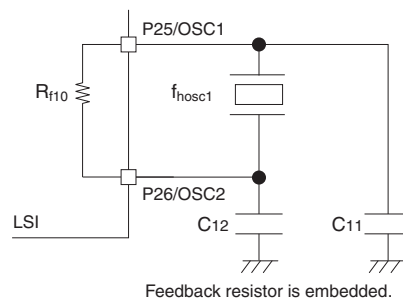 P25/OSC1
Rf10
fhosc1
P26/OSC2
LSI
C12
C11
Feedback resistor is embedded.